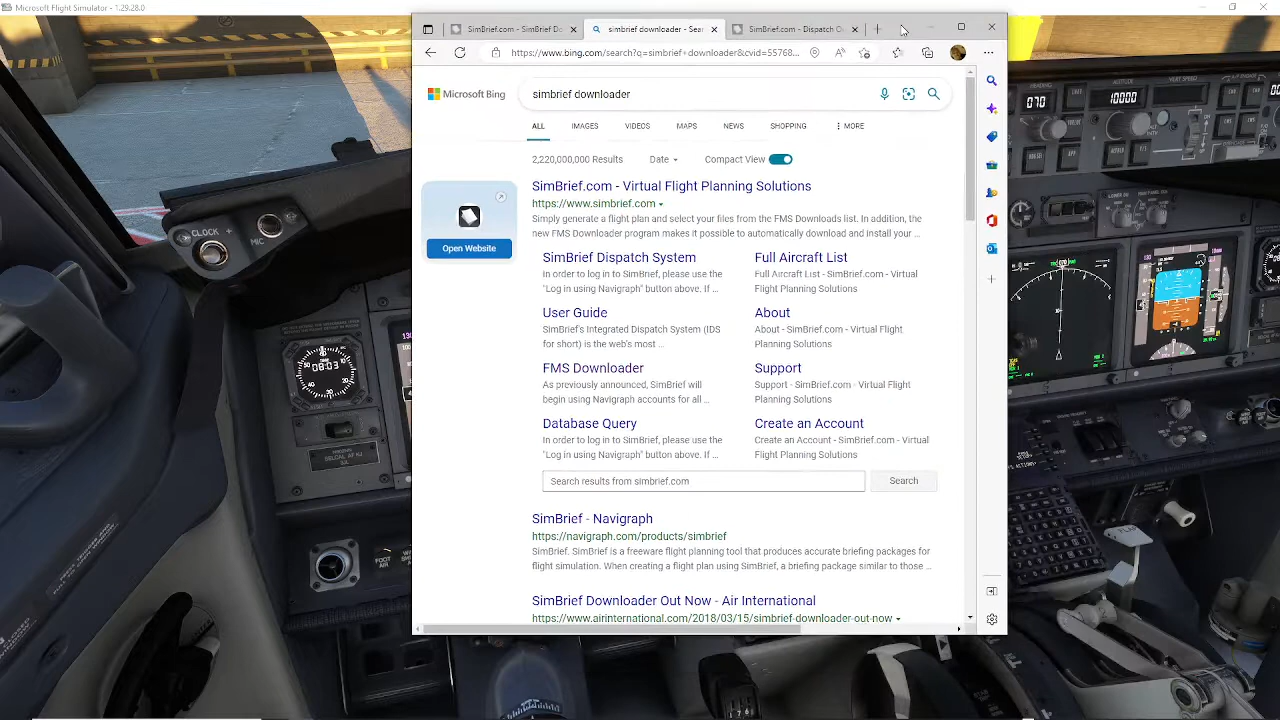 Microsoft Flight Simulator - 1.29.28.0
SimBrief.com - SimBrief Do
simbrief downloader - Sear
SimBrief.com - Dispatch O
https://www.bing.com/search?q=simbrief+downloader&cvid=55768...
Microsoft Bing
simbrief downloader
ALL
IMAGES
VIDEOS
MAPS
NEWS
SHOPPING
MORE
2,220,000,000 Results
Date
Compact View
Open Website
SimBrief.com - Virtual Flight Planning Solutions
https://www.simbrief.com
Simply generate a flight plan and select your files from the FMS Downloads list. In addition, the
new FMS Downloader program makes it possible to automatically download and install your ...
SimBrief Dispatch System
In order to log in to SimBrief, please use the
"Log in using Navigraph" button above. If ...
Full Aircraft List
Full Aircraft List - SimBrief.com - Virtual
Flight Planning Solutions
User Guide
SimBrief's Integrated Dispatch System (IDS
for short) is the web's most ...
About
About - SimBrief.com - Virtual Flight
Planning Solutions
FMS Downloader
As previously announced, SimBrief will
begin using Navigraph accounts for all ...
Support
Support - SimBrief.com - Virtual Flight
Planning Solutions
Database Query
In order to log in to SimBrief, please use the
"Log in using Navigraph" button above. If ...
Create an Account
Create an Account - SimBrief.com - Virtual
Flight Planning Solutions
Search results from simbrief.com
Search
SimBrief - Navigraph
https://navigraph.com/products/simbrief
SimBrief. SimBrief is a freeware flight planning tool that produces accurate briefing packages for
flight simulation. When creating a flight plan using SimBrief, a briefing package similar to those ...
SimBrief Downloader Out Now - Air International
https://www.airinternational.com/2018/03/15/simbrief-downloader-out-now
CLOCK
MIC
08:03
FOOT
AIR
HEADING
070
ALTITUDE
10000
VERT SPEED
FLAP